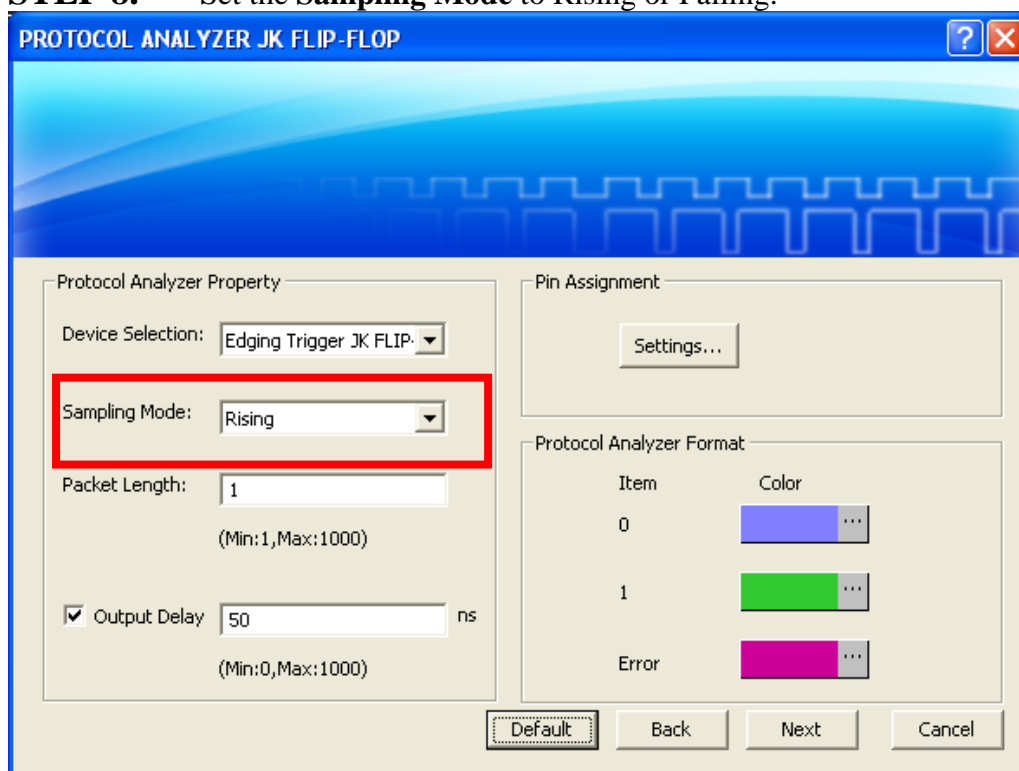 STEP 6. Set the Sampling Mode to Rising or Falling.
PROTOCOL ANALYZER JK FLIP-FLOP
Protocol Analyzer Property
Device Selection: Edging Trigger JK FLIP-
Sampling Mode: Rising
Packet Length: 1
(Min:1,Max:1000)
Output Delay 50 ns
(Min:0,Max:1000)
Pin Assignment
Settings...
Protocol Analyzer Format
Item Color
0 ...
1 ...
Error ...
Default Back Next Cancel